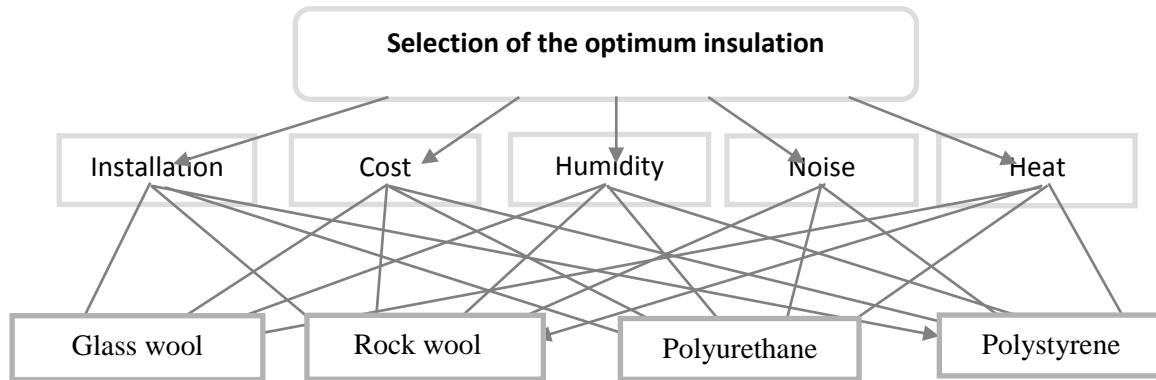 Selection of the optimum insulation
Installation
Cost
Humidity
Noise
Heat
Glass wool
Rock wool
Polyurethane
Polystyrene